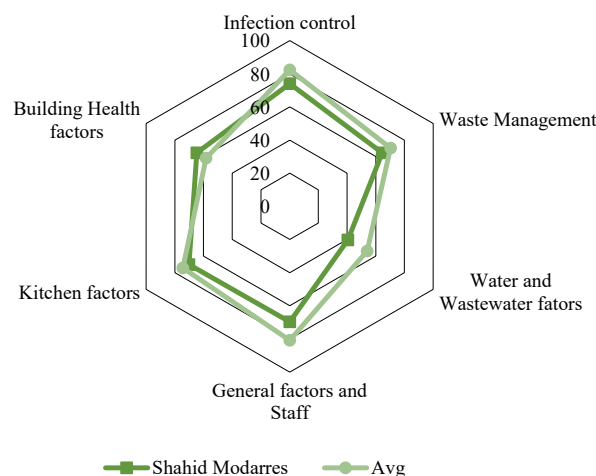 Infection control
100
80
60
40
20
0
Building Health
factors
Waste Management
Kitchen factors
Water and
Wastewater fators
General factors and
Staff
Shahid Modarres
Avg